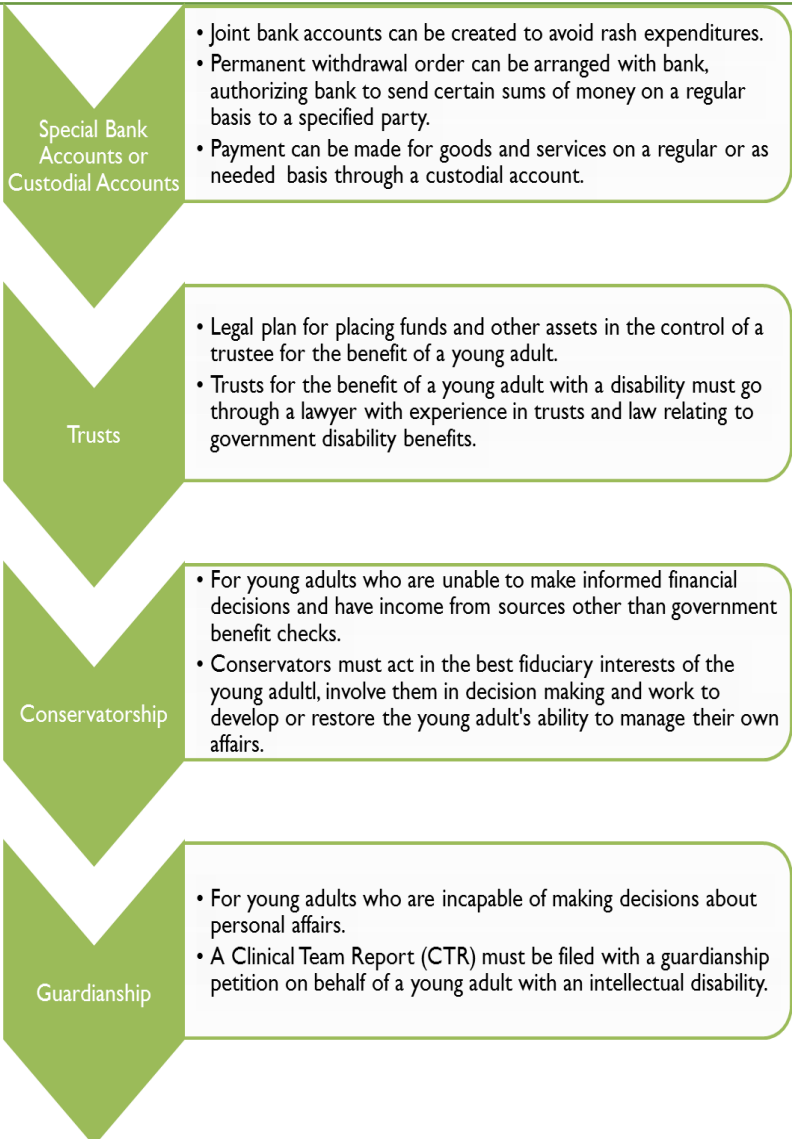 Special Bank
Accounts or
Custodial Accounts
• Joint bank accounts can be created to avoid rash expenditures.
• Permanent withdrawal order can be arranged with bank,
authorizing bank to send certain sums of money on a regular
basis to a specified party.
• Payment can be made for goods and services on a regular or as
needed basis through a custodial account.
Trusts
• Legal plan for placing funds and other assets in the control of a
trustee for the benefit of a young adult.
• Trusts for the benefit of a young adult with a disability must go
through a lawyer with experience in trusts and law relating to
government disability benefits.
Conservatorship
• For young adults who are unable to make informed financial
decisions and have income from sources other than government
benefit checks.
• Conservators must act in the best fiduciary interests of the
young adultl, involve them in decision making and work to
develop or restore the young adult's ability to manage their own
affairs.
Guardianship
• For young adults who are incapable of making decisions about
personal affairs.
• A Clinical Team Report (CTR) must be filed with a guardianship
petition on behalf of a young adult with an intellectual disability.